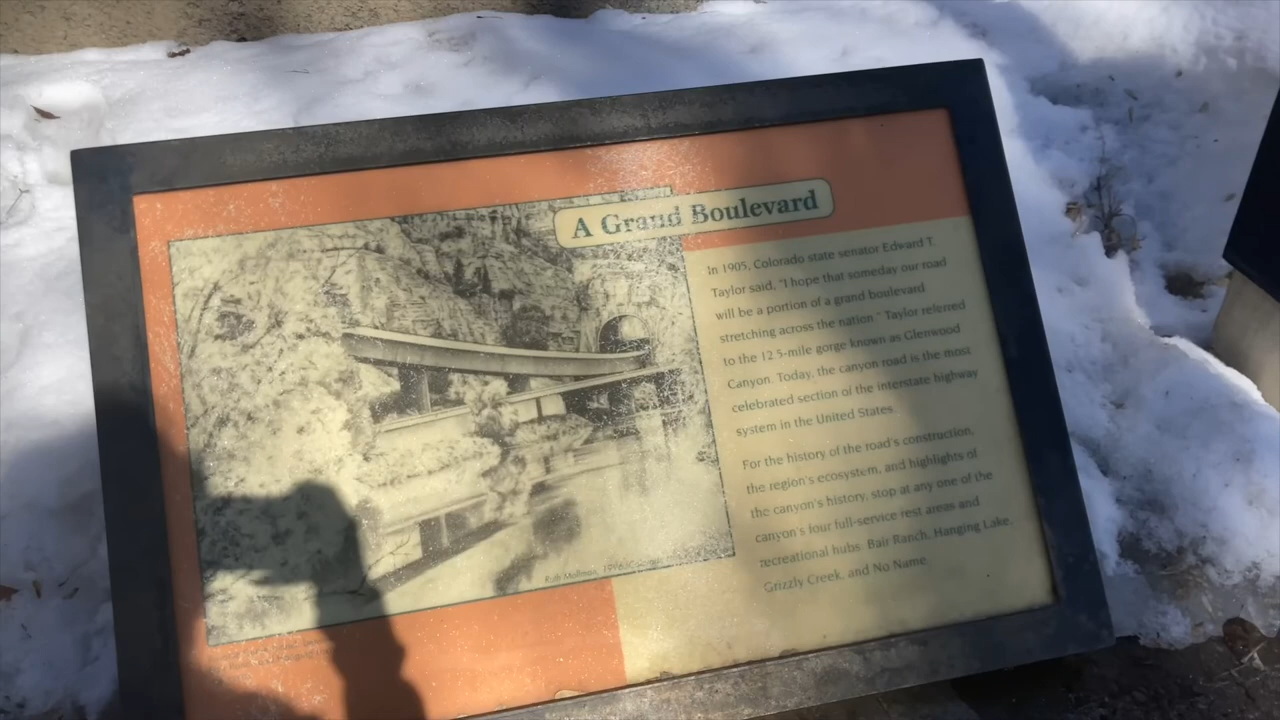 A Grand Boulevard
In 1905, Colorado state senator Edward T.
Taylor said, "I hope that someday our road
will be a portion of a grand boulevard
stretching across the nation." Taylor referred
to the 12.5-mile gorge known as Glenwood
Canyon. Today, the canyon road is the most
celebrated section of the interstate highway
system in the United States.
For the history of the road's construction,
the region's ecosystem, and highlights of
the canyon's history, stop at any one of the
canyon's four full-service rest areas and
recreational hubs: Bair Ranch, Hanging Lake,
Grizzly Creek, and No Name.
Ruth Mollman, 1996,